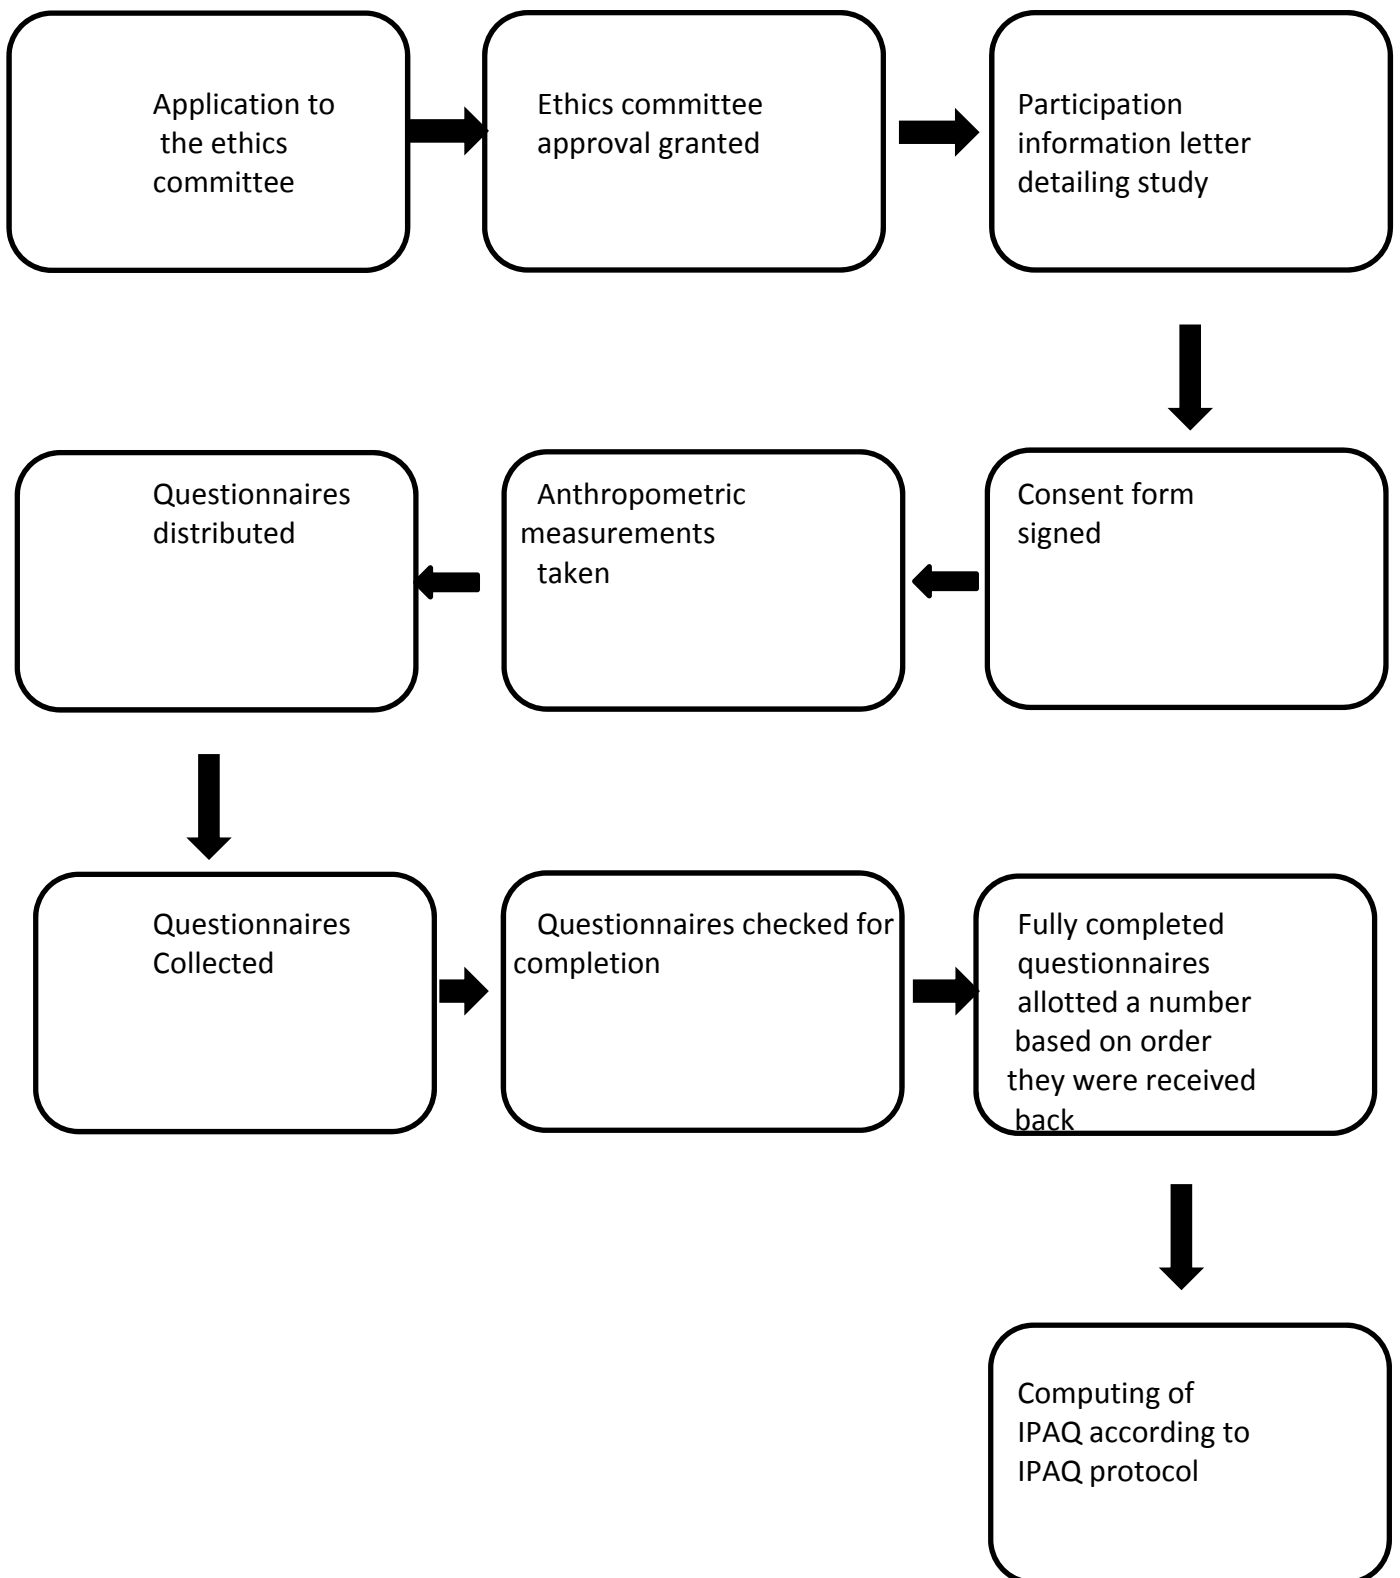 Application to
the ethics
committee
Ethics committee
approval granted
Participation
information letter
detailing study
Consent form
signed
Anthropometric
measurements
taken
Questionnaires
distributed
Questionnaires
Collected
Questionnaires checked for
completion
Fully completed
questionnaires
allotted a number
based on order
they were received
back
Computing of
IPAQ according to
IPAQ protocol